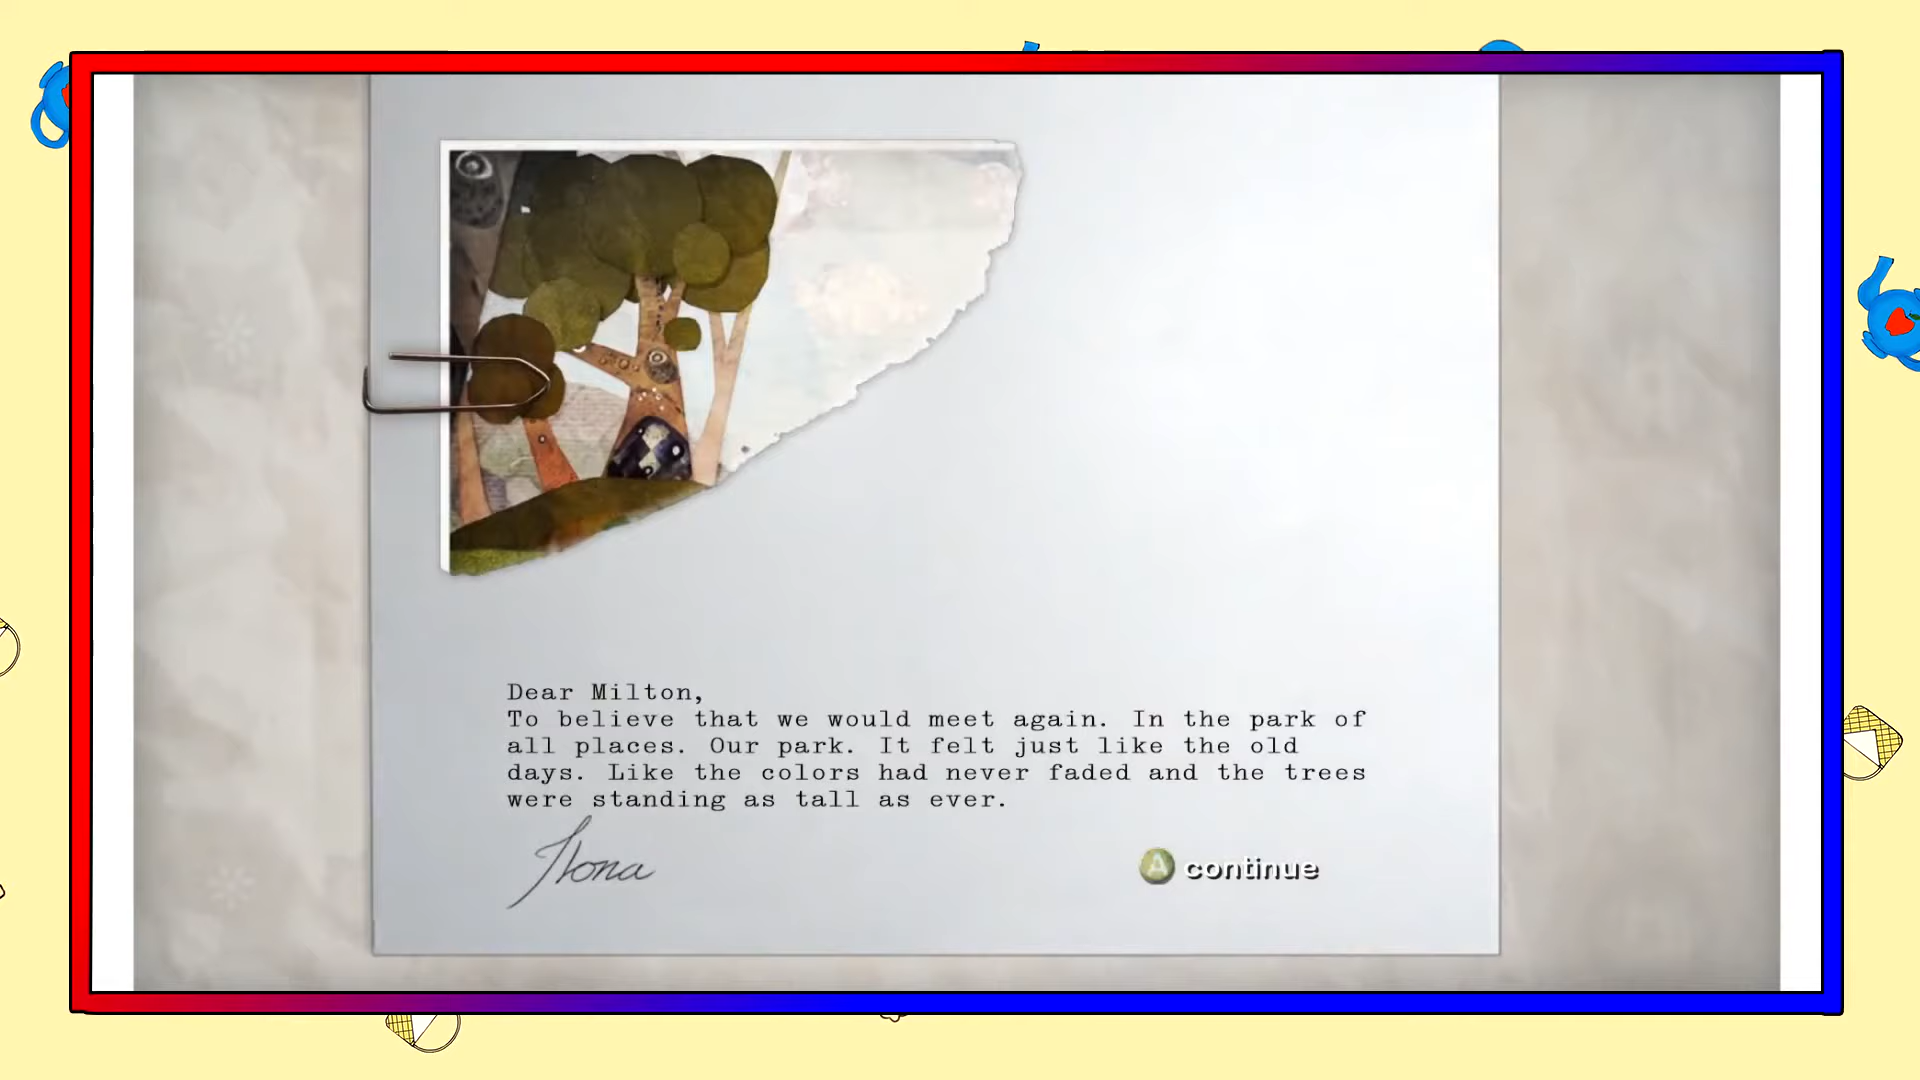 Dear Milton,
To believe that we would meet again. In the park of
all places. Our park. It felt just like the old
days. Like the colors had never faded and the trees
were standing as tall as ever.
Ilona
A continue